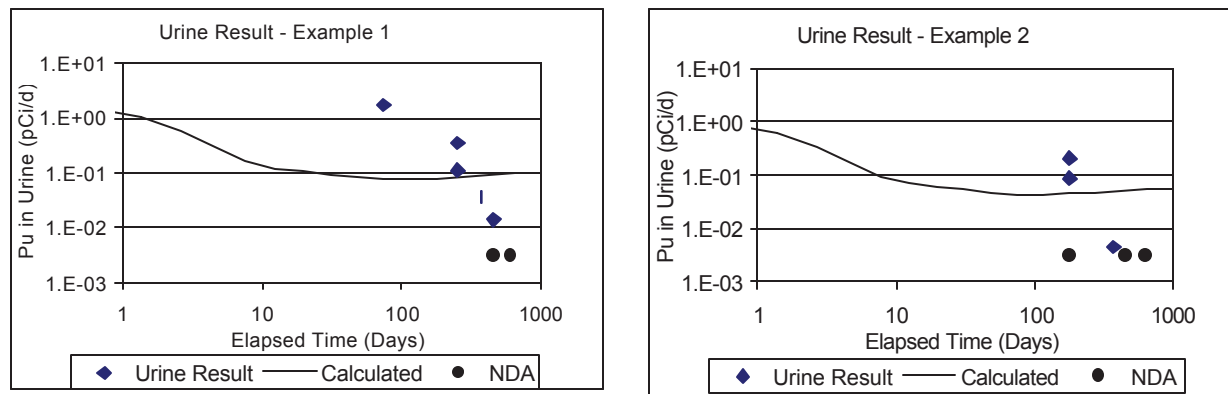 Urine Result - Example 1
Pu in Urine (pCi/d)
1.E+01
1.E+00
1.E-01
1.E-02
1.E-03
1 10 100 1000
Elapsed Time (Days)
Urine Result Calculated NDA
Urine Result - Example 2
Pu in Urine (pCi/d)
1.E+01
1.E+00
1.E-01
1.E-02
1.E-03
1 10 100 1000
Elapsed Time (Days)
Urine Result Calculated NDA